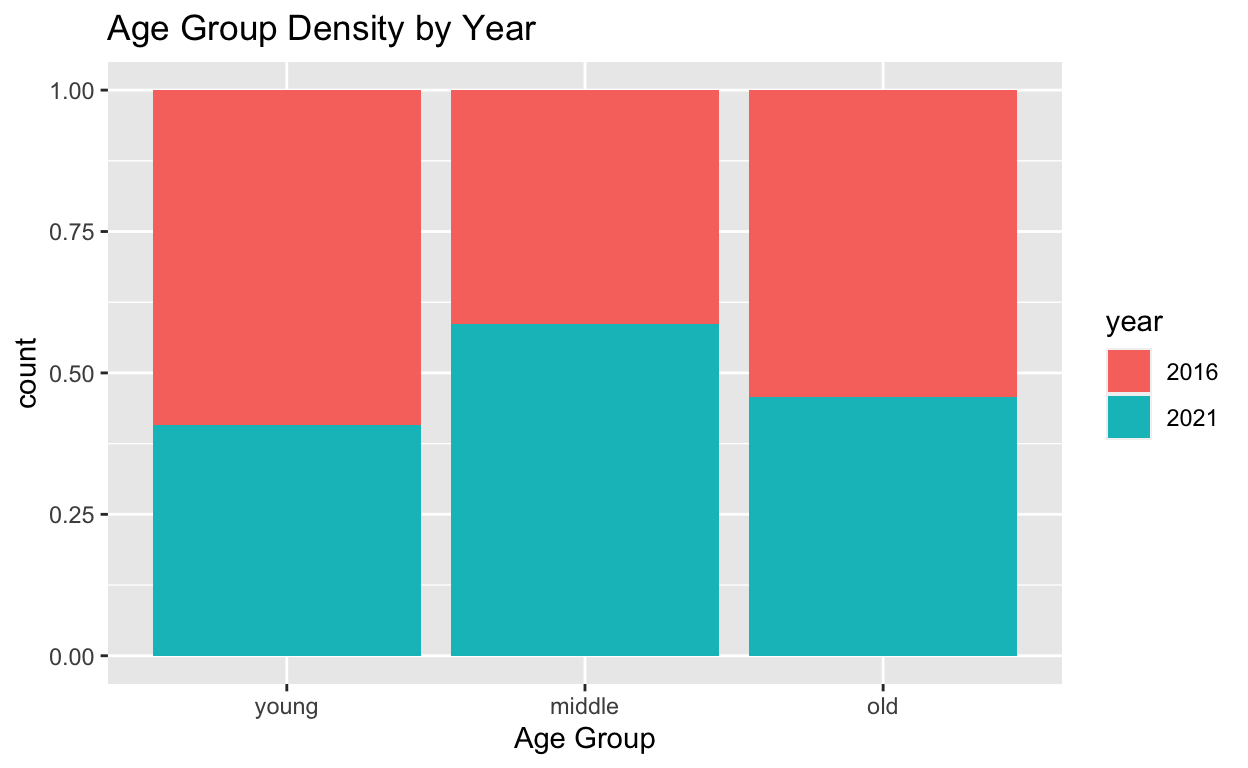 Age Group Density by Year
1.00
0.75
0.50
0.25
0.00
count
young middle old
Age Group
year
2016
2021